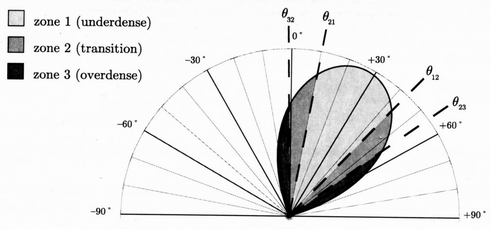 zone 1 (underdense)
zone 2 (transition)
zone 3 (overdense)
θ32
θ21
0°
−30°
+30°
θ12
θ23
−60°
+60°
−90°
+90°